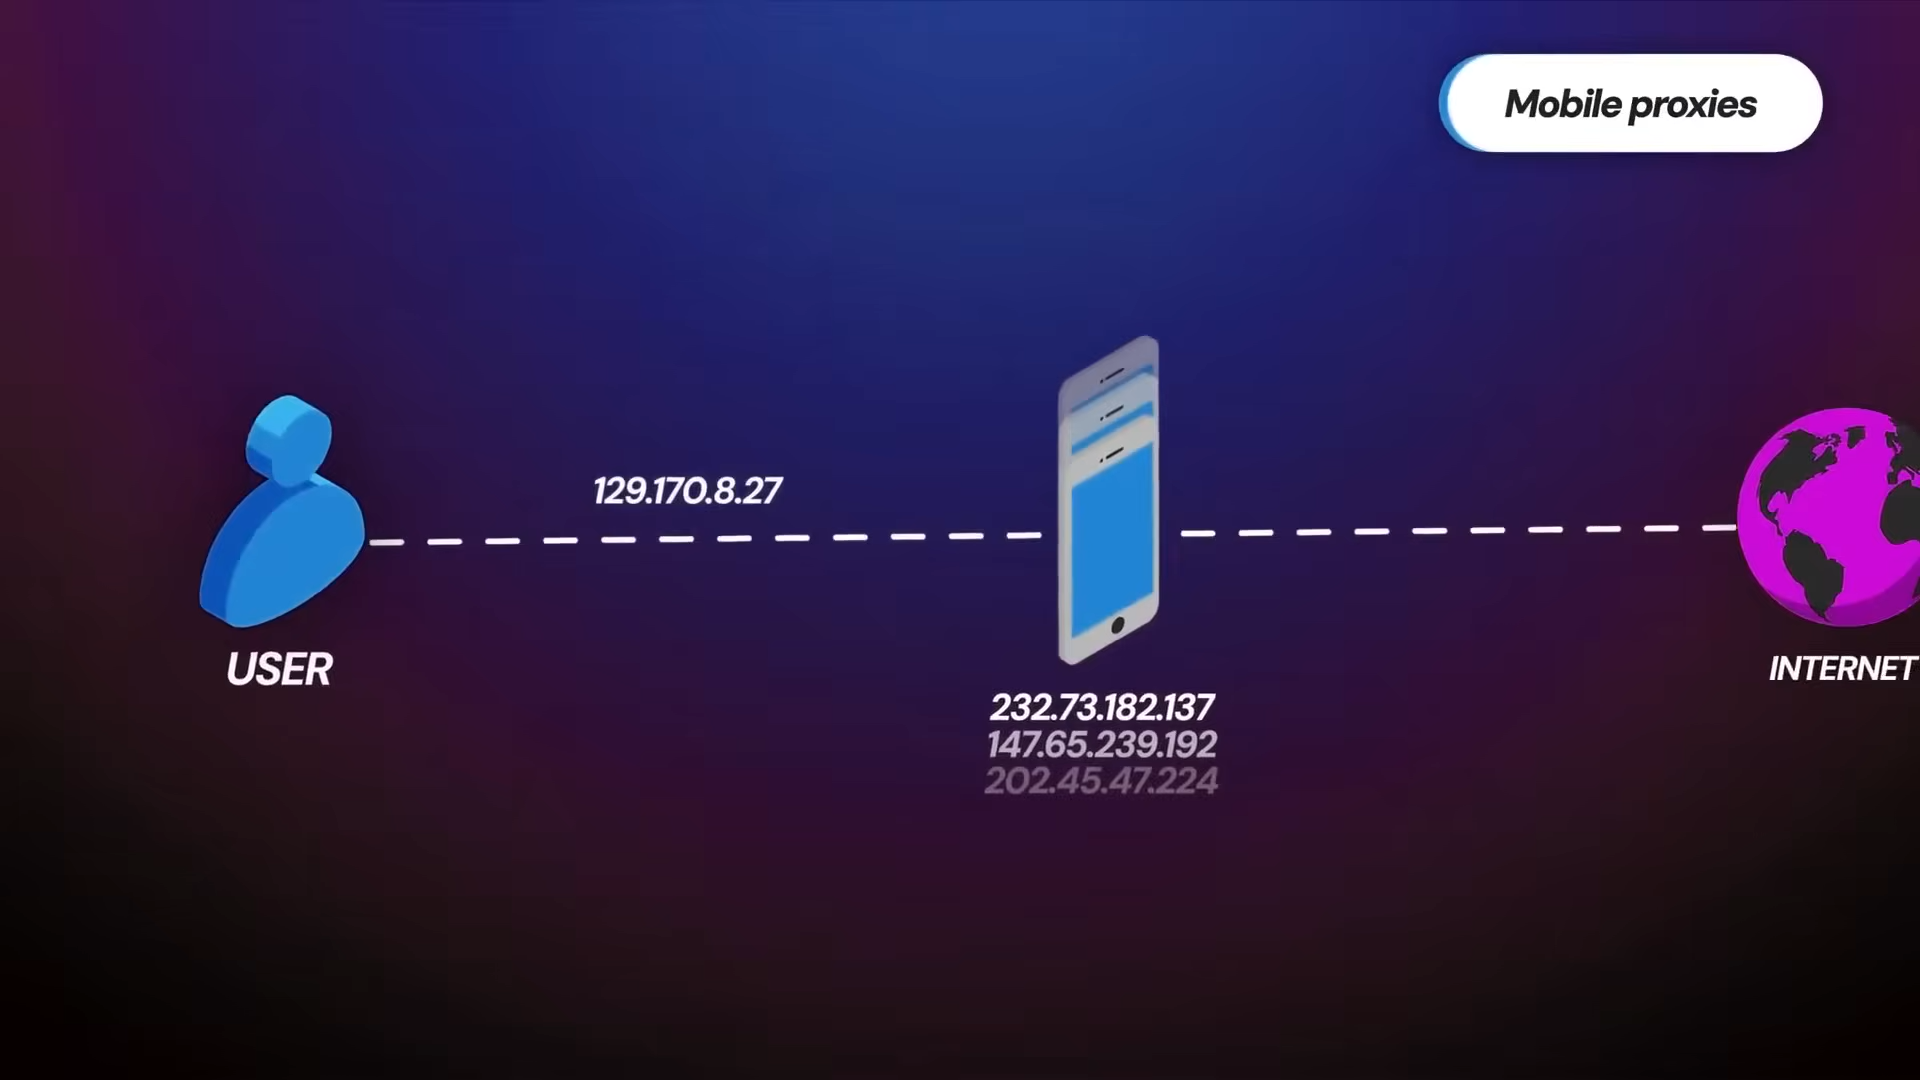 Mobile proxies
129.170.8.27
USER
232.73.182.137
147.65.239.192
202.45.47.224
INTERNET